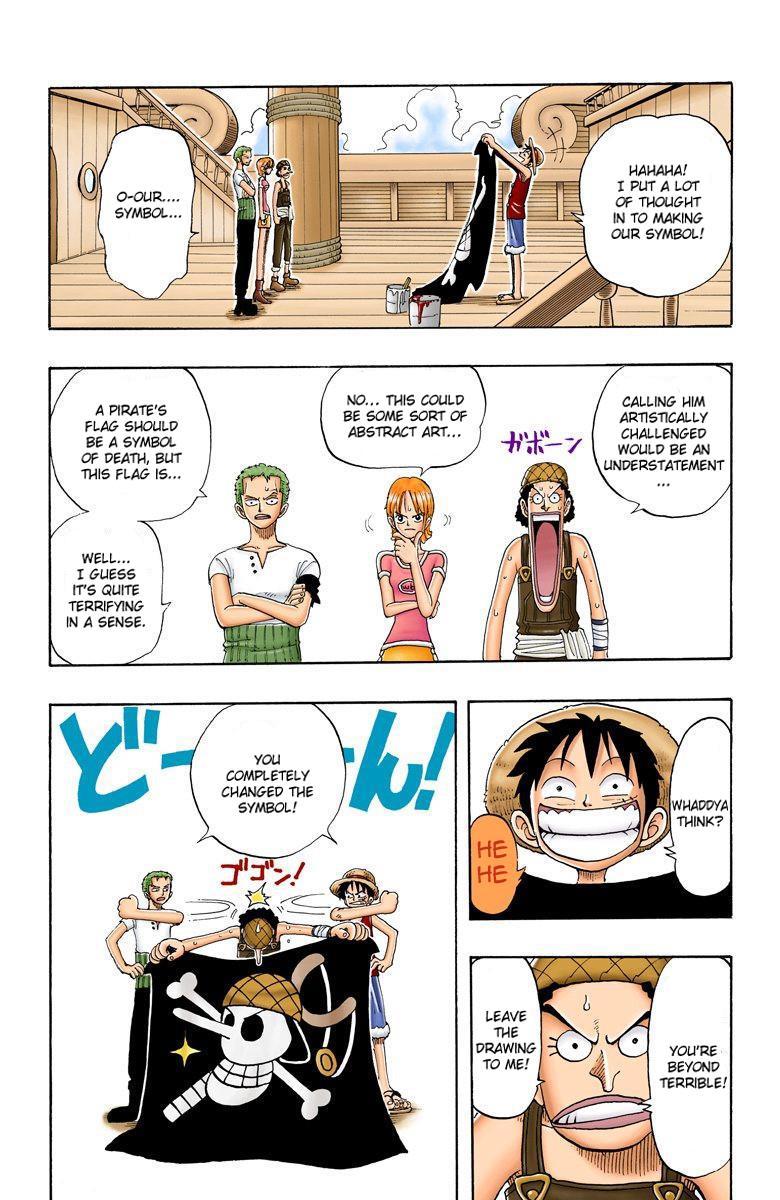 HAHAHA!
I PUT A LOT
OF THOUGHT
IN TO MAKING
OUR SYMBOL!
O-OUR....
SYMBOL...
CALLING HIM
ARTISTICALLY
CHALLENGED
WOULD BE AN
UNDERSTATEMENT
...
ガボーン
NO... THIS COULD
BE SOME SORT OF
ABSTRACT ART...
A PIRATE'S
FLAG SHOULD
BE A SYMBOL
OF DEATH, BUT
THIS FLAG IS...
WELL...
I GUESS
IT'S QUITE
TERRIFYING
IN A SENSE.
WHADDYA
THINK?
HE
HE
YOU'RE
BEYOND
TERRIBLE!
LEAVE
THE
DRAWING
TO ME!
どーん!
YOU
COMPLETELY
CHANGED THE
SYMBOL!
ゴゴン!